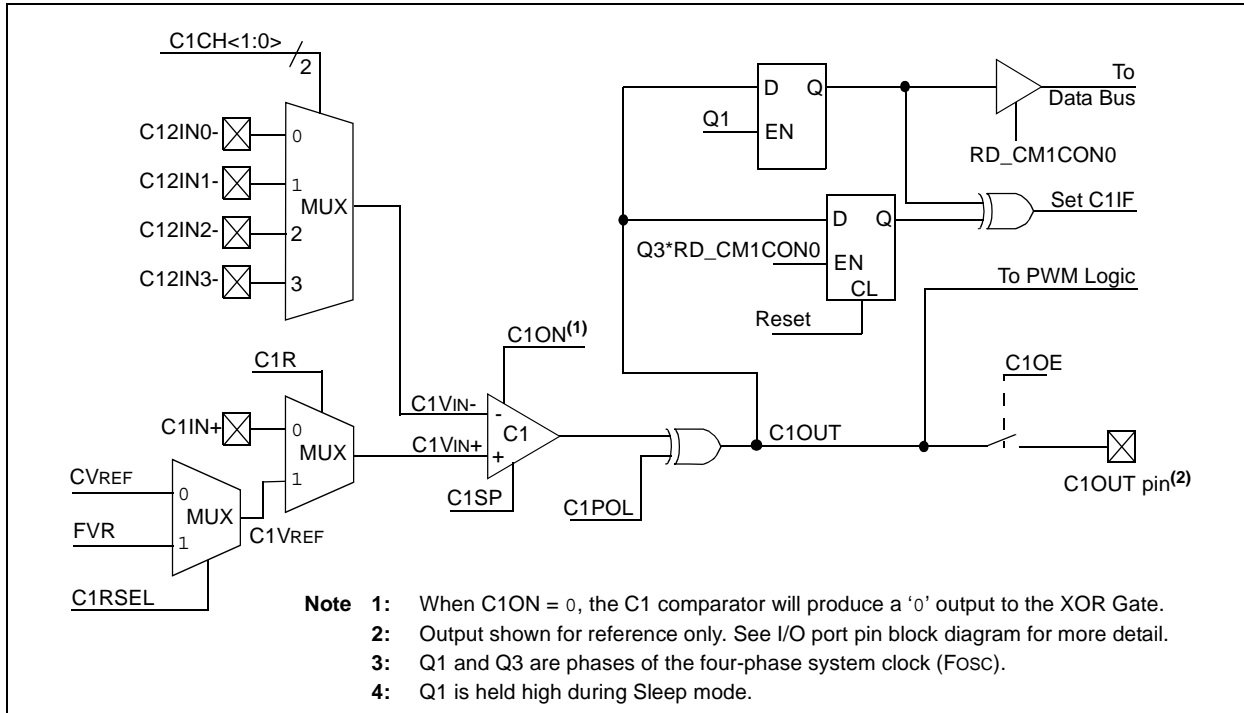 C1CH<1:0>
2
C12IN0-
0
C12IN1-
1
MUX
C12IN2-
2
C12IN3-
3
D Q
Q1
EN
To
Data Bus
RD_CM1CON0
D Q
Q3*RD_CM1CON0
EN
CL
Reset
Set C1IF
To PWM Logic
C1R
C1IN+
0
MUX
1
CVREF
0
MUX
FVR
1
C1VREF
C1RSEL
C1ON(1)
C1VIN-
-
C1
C1VIN+
+
C1SP
C1POL
C1OUT
C1OE
C1OUT pin(2)
Note 1: When C1ON = 0, the C1 comparator will produce a ‘0’ output to the XOR Gate.
2: Output shown for reference only. See I/O port pin block diagram for more detail.
3: Q1 and Q3 are phases of the four-phase system clock (FOSC).
4: Q1 is held high during Sleep mode.